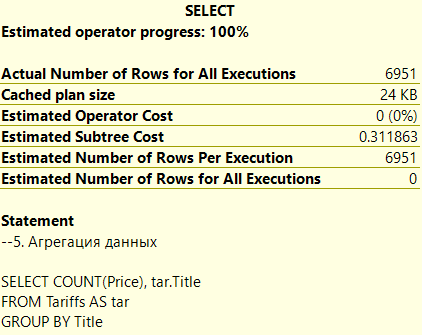 SELECT
Estimated operator progress: 100%
Actual Number of Rows for All Executions 6951
Cached plan size 24 KB
Estimated Operator Cost 0 (0%)
Estimated Subtree Cost 0.311863
Estimated Number of Rows Per Execution 6951
Estimated Number of Rows for All Executions 0
Statement
--5. Агрегация данных
SELECT COUNT(Price), tar.Title
FROM Tariffs AS tar
GROUP BY Title